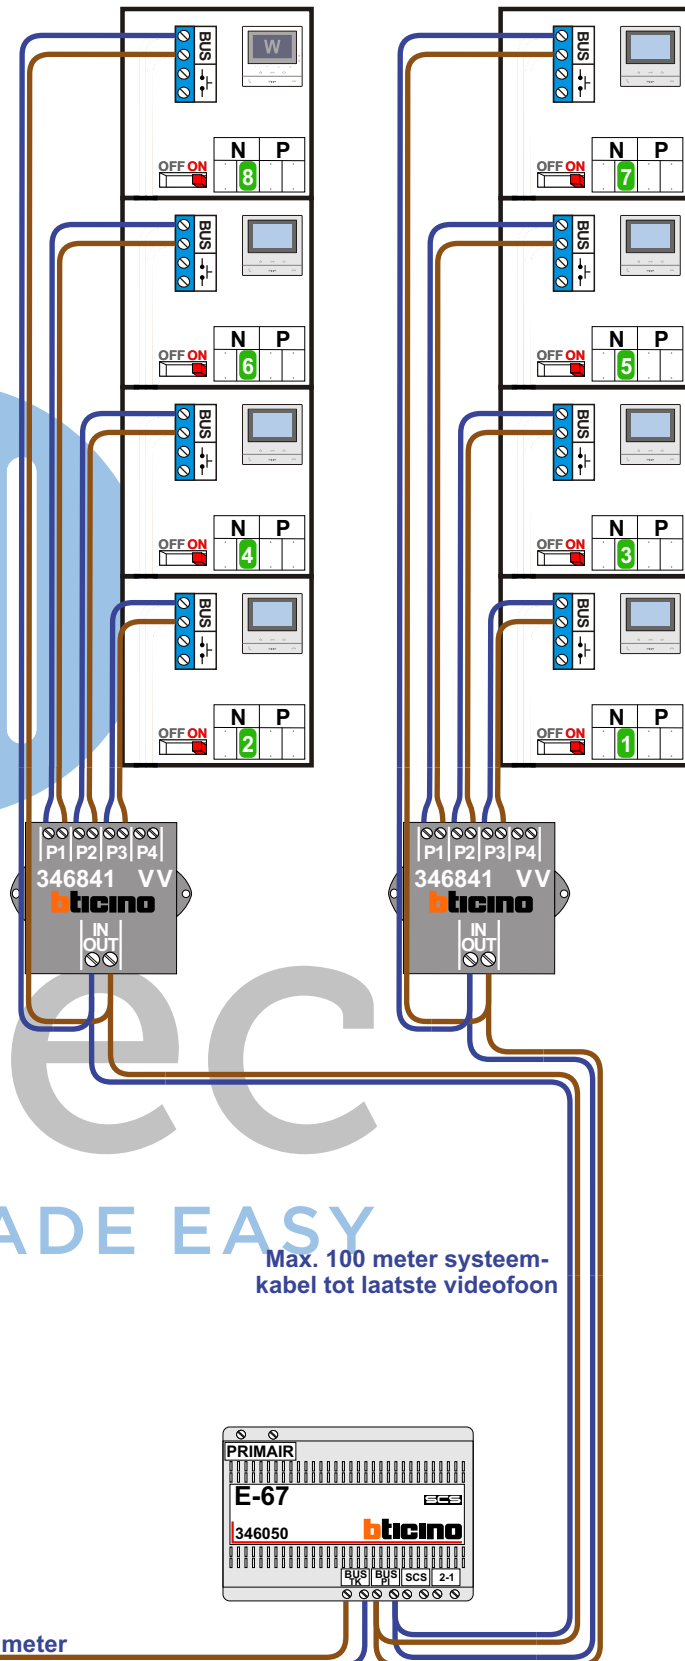 BUS
W
N P
OFF ON
8
BUS
N P
OFF ON
7
BUS
N P
OFF ON
6
BUS
N P
OFF ON
5
BUS
N P
OFF ON
4
BUS
N P
OFF ON
3
BUS
N P
OFF ON
2
BUS
N P
OFF ON
1
P1 P2 P3 P4
346841 VV
bticino
IN
OUT
P1 P2 P3 P4
346841 VV
bticino
IN
OUT
ec
ADE EASY
Max. 100 meter systeem-
kabel tot laatste videofoon
PRIMAIR
E-67
SCS
346050
bticino
BUS TK
BUS PI
SCS
2-1
meter